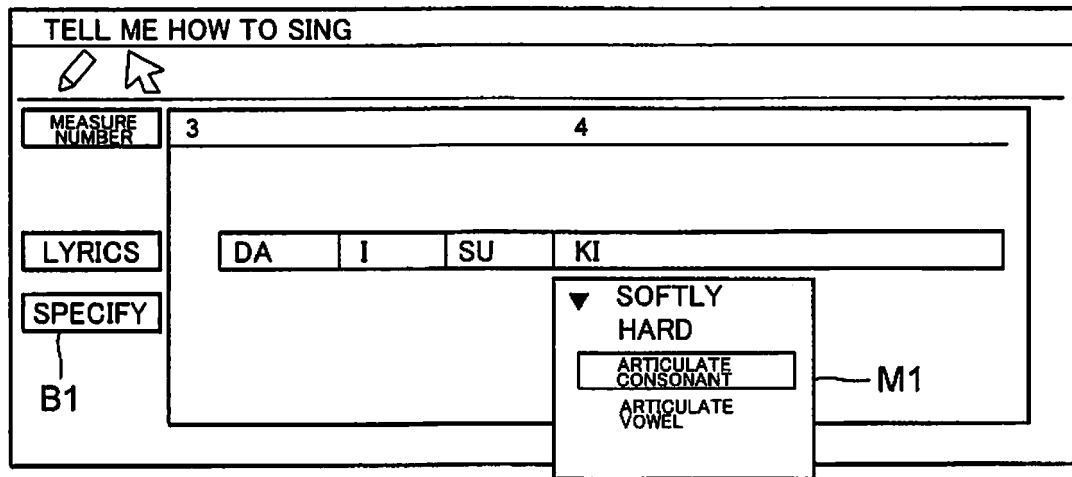 TELL ME HOW TO SING
MEASURE
NUMBER
3 4
LYRICS DA I SU KI
SPECIFY
▼ SOFTLY
HARD
ARTICULATE
CONSONANT
ARTICULATE
VOWEL
B1
M1